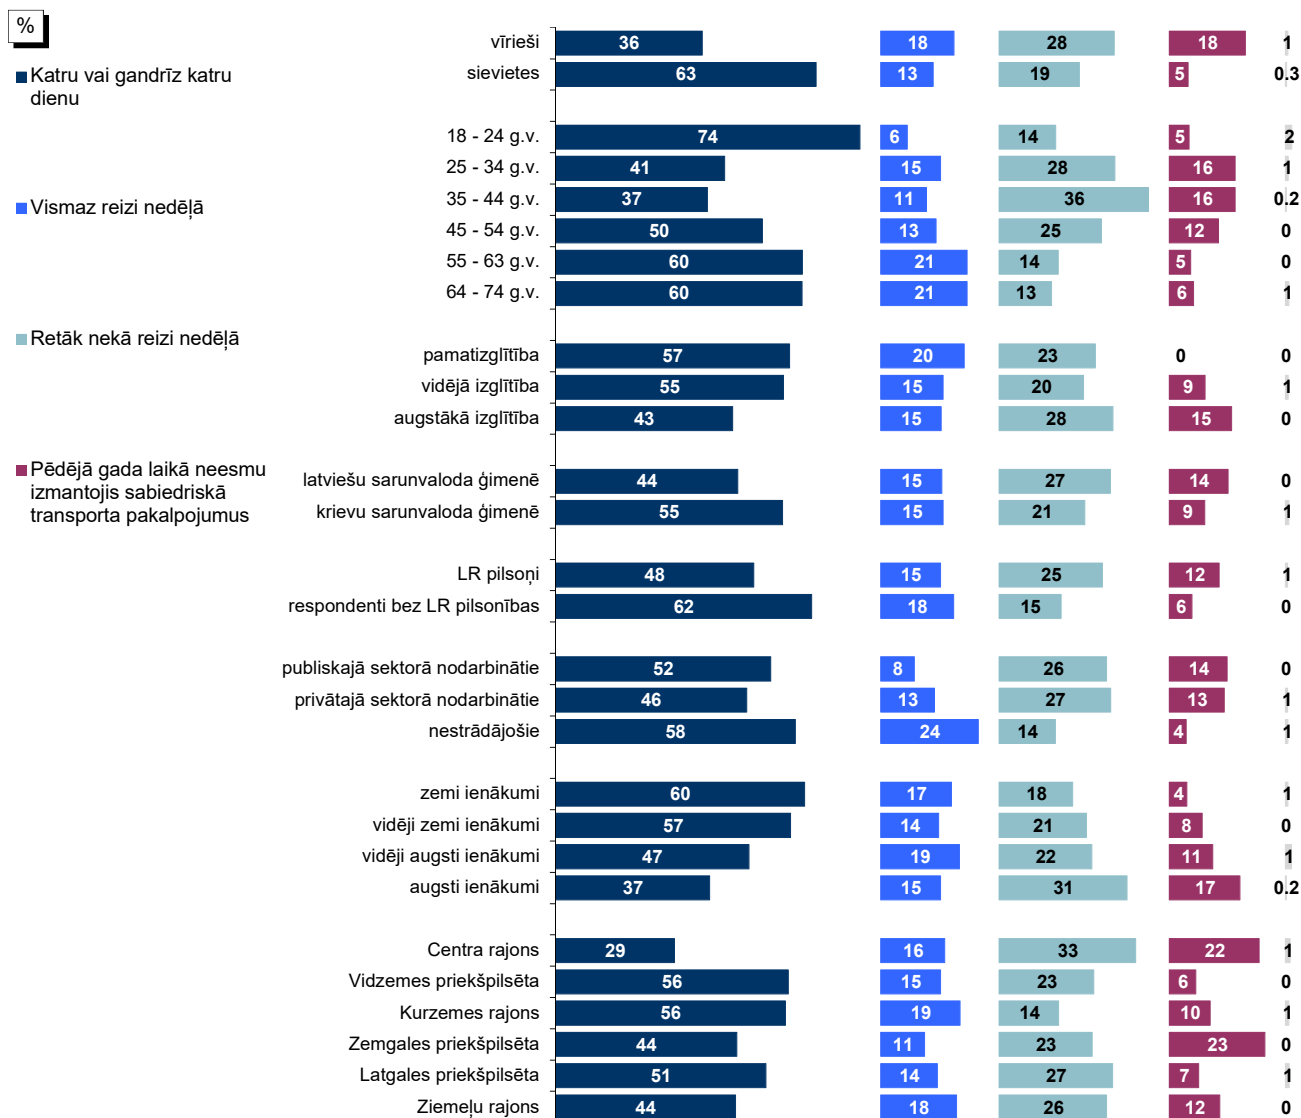 %
Katru vai gandrīz katru
dienu
Vismaz reizi nedēļā
Retāk nekā reizi nedēļā
Pēdējā gada laikā neesmu
izmantojis sabiedriskā
transporta pakalpojumus
vīrieši 36 18 28 18 1
sievietes 63 13 19 5 0.3
18 - 24 g.v. 74 6 14 5 2
25 - 34 g.v. 41 15 28 16 1
35 - 44 g.v. 37 11 36 16 0.2
45 - 54 g.v. 50 13 25 12 0
55 - 63 g.v. 60 21 14 5 0
64 - 74 g.v. 60 21 13 6 1
pamatizglītība 57 20 23 0 0
vidējā izglītība 55 15 20 9 1
augstākā izglītība 43 15 28 15 0
latviešu sarunvaloda ģimenē 44 15 27 14 0
krievu sarunvaloda ģimenē 55 15 21 9 1
LR pilsoņi 48 15 25 12 1
respondenti bez LR pilsonības 62 18 15 6 0
publiskajā sektorā nodarbinātie 52 8 26 14 0
privātajā sektorā nodarbinātie 46 13 27 13 1
nestrādājošie 58 24 14 4 1
zemi ienākumi 60 17 18 4 1
vidēji zemi ienākumi 57 14 21 8 0
vidēji augsti ienākumi 47 19 22 11 1
augsti ienākumi 37 15 31 17 0.2
Centra rajons 29 16 33 22 1
Vidzemes priekšpilsēta 56 15 23 6 0
Kurzemes rajons 56 19 14 10 1
Zemgales priekšpilsēta 44 11 23 23 0
Latgales priekšpilsēta 51 14 27 7 1
Ziemeļu rajons 44 18 26 12 0